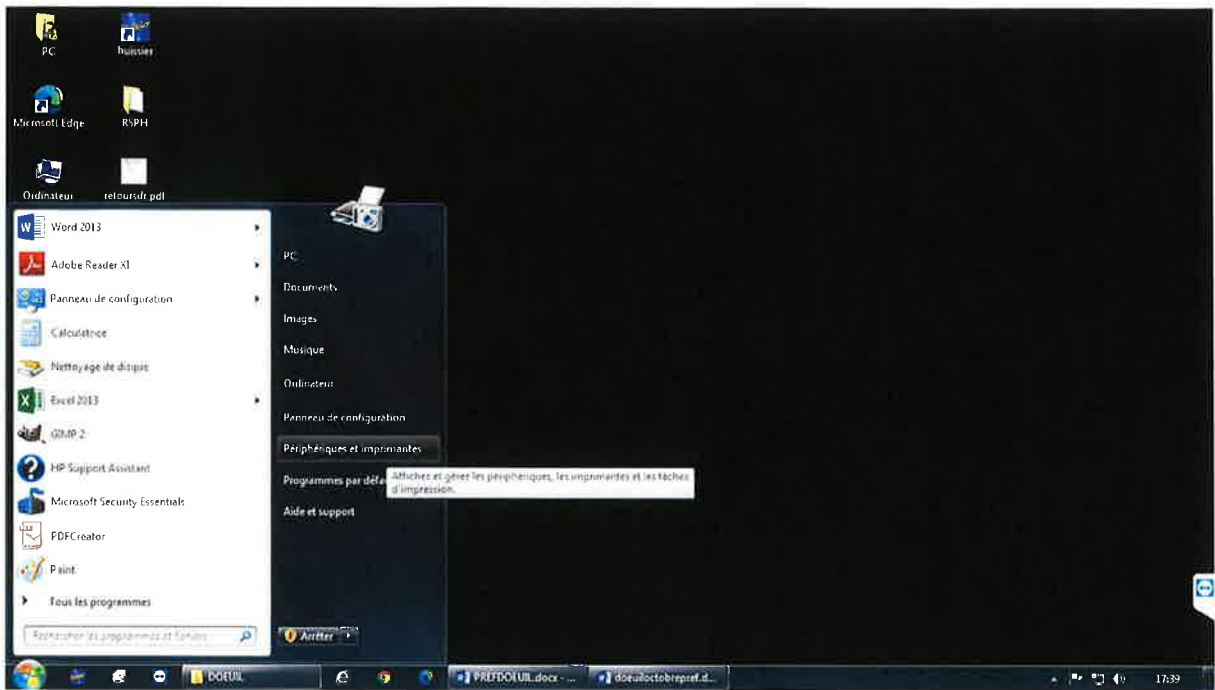 PC
huissier
Microsoft Edge
RSPH
Ordinateur
retoursdr.pdf
Word 2013
Adobe Reader XI
Panneau de configuration
Calculatrice
Nettoyage de disque
Excel 2013
GIMP 2
HP Support Assistant
Microsoft Security Essentials
PDFCreator
Paint
Tous les programmes
Rechercher les programmes et fichiers
PC
Documents
Images
Musique
Ordinateur
Panneau de configuration
Périphériques et imprimantes
Programmes par défa
Aide et support
Affichez et gérer les périphériques, les imprimantes et les tâches
d'impression.
Arrêter
DOEUIL
PREFDOEUIL.docx - ...
doeuiloctobrepref.d...
17:39